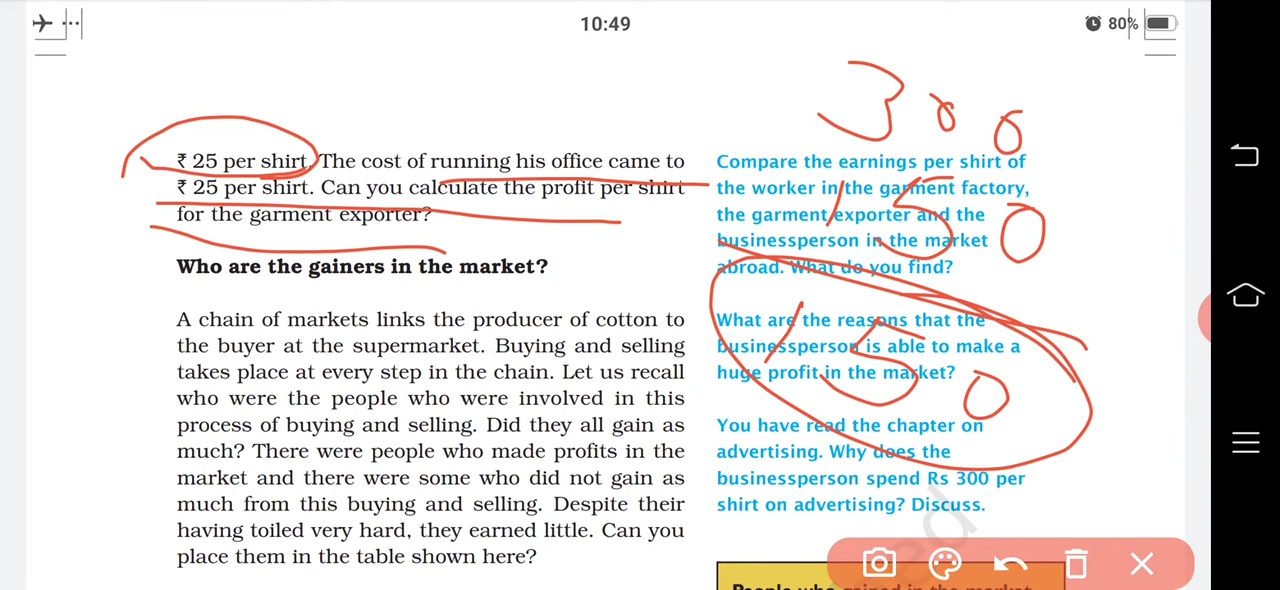 10:49
80%
₹ 25 per shirt. The cost of running his office came to
₹ 25 per shirt. Can you calculate the profit per shirt
for the garment exporter?
Who are the gainers in the market?
A chain of markets links the producer of cotton to
the buyer at the supermarket. Buying and selling
takes place at every step in the chain. Let us recall
who were the people who were involved in this
process of buying and selling. Did they all gain as
much? There were people who made profits in the
market and there were some who did not gain as
much from this buying and selling. Despite their
having toiled very hard, they earned little. Can you
place them in the table shown here?
300
Compare the earnings per shirt of
the worker in the garment factory,
the garment exporter and the
businessperson in the market
abroad. What do you find?
150
What are the reasons that the
businessperson is able to make a
huge profit in the market?
150
You have read the chapter on
advertising. Why does the
businessperson spend Rs 300 per
shirt on advertising? Discuss.
People who gained in the market